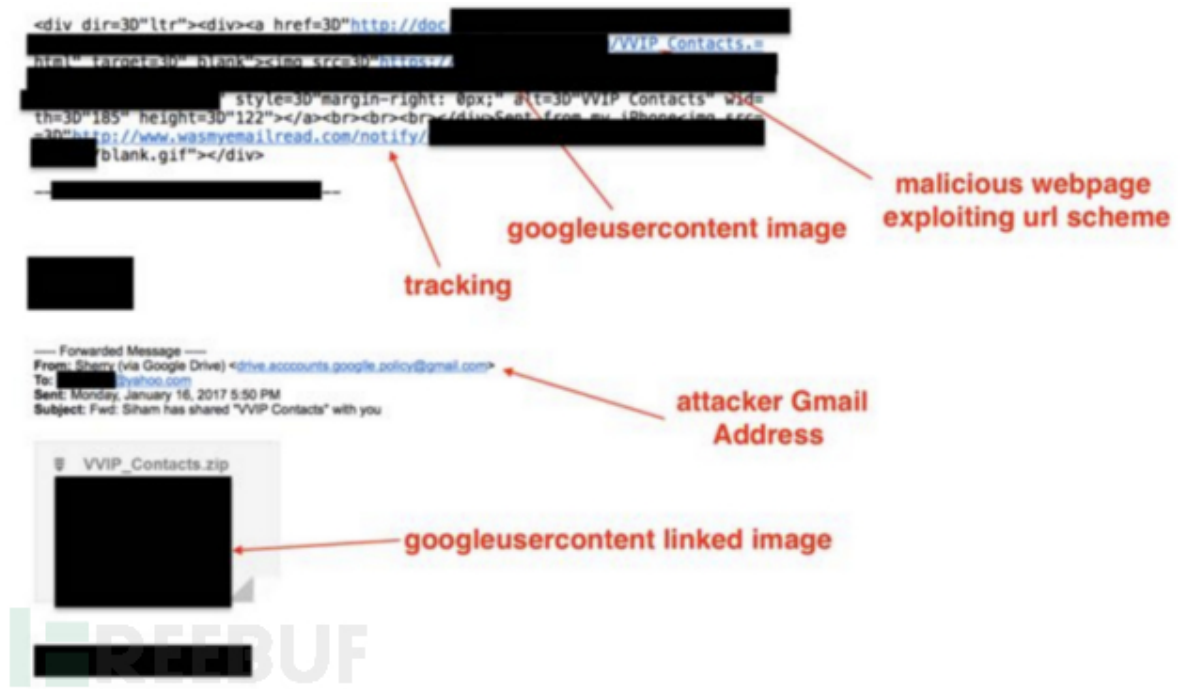 <div dir=3D"ltr"><div><a href=3D"http://doc
/VVIP_Contacts.=
html" target=3D"_blank"><img src=3D"https://
style=3D"margin-right: 0px;" alt=3D"VVIP Contacts" wid=
th=3D"185" height=3D"122"></a><br><br><br></div>Sent from my iPhone<img src=
=3D"http://www.wasmyemailread.com/notify/
/blank.gif"></div>
malicious webpage
exploiting url scheme
googleusercontent image
tracking
----- Forwarded Message -----
From: Sherry (via Google Drive) <drive.acccounts.googlle.policy@gmail.com>
To: @yahoo.com
Sent: Monday, January 16, 2017 5:50 PM
Subject: Fwd: Siham has shared "VVIP Contacts" with you
attacker Gmail
Address
VVIP_Contacts.zip
googleusercontent linked image
REEBUF